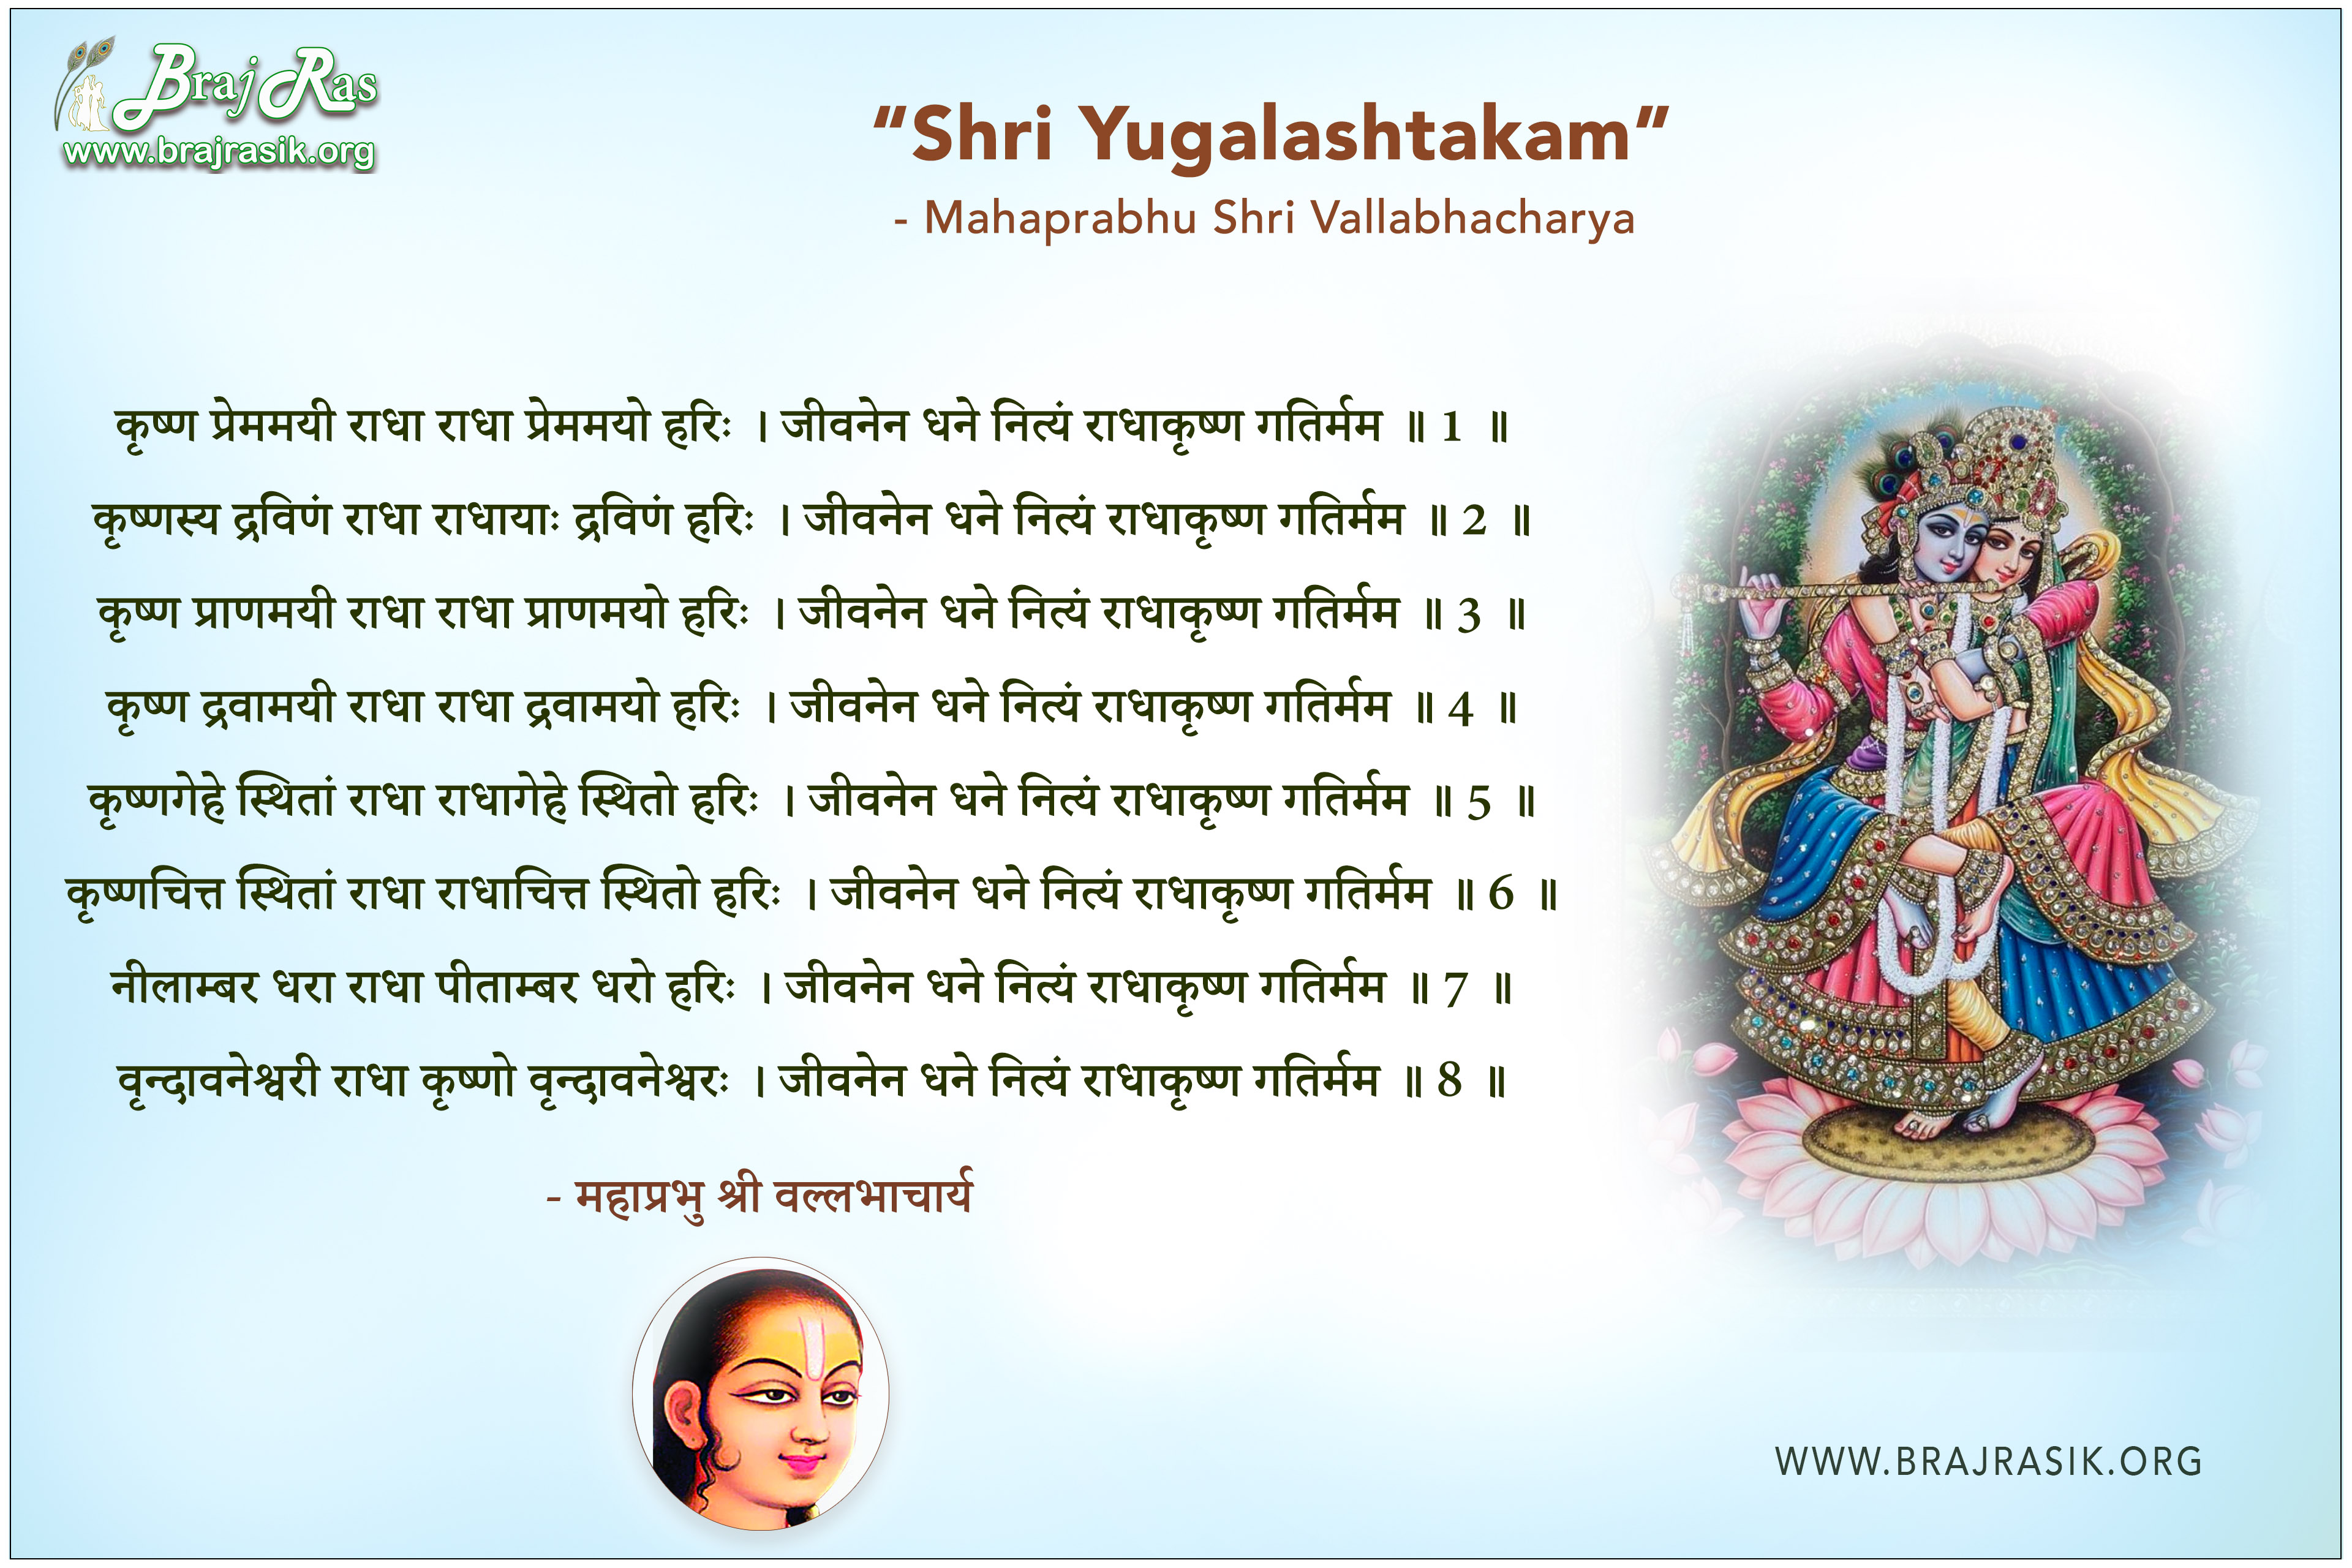 Braj Ras
www.brajrasik.org
“Shri Yugalashtakam”
- Mahaprabhu Shri Vallabhacharya
कृष्ण प्रेममयी राधा राधा प्रेममयो हरिः । जीवनेन धने नित्यं राधाकृष्ण गतिर्मम ॥ 1 ॥
कृष्णस्य द्रविणं राधा राधायाः द्रविणं हरिः । जीवनेन धने नित्यं राधाकृष्ण गतिर्मम ॥ 2 ॥
कृष्ण प्राणमयी राधा राधा प्राणमयो हरिः । जीवनेन धने नित्यं राधाकृष्ण गतिर्मम ॥ 3 ॥
कृष्ण द्रवामयी राधा राधा द्रवामयो हरिः । जीवनेन धने नित्यं राधाकृष्ण गतिर्मम ॥ 4 ॥
कृष्णगेहे स्थितां राधा राधागेहे स्थितो हरिः । जीवनेन धने नित्यं राधाकृष्ण गतिर्मम ॥ 5 ॥
कृष्णचित्त स्थितां राधा राधाचित्त स्थितो हरिः । जीवनेन धने नित्यं राधाकृष्ण गतिर्मम ॥ 6 ॥
नीलाम्बर धरा राधा पीताम्बर धरो हरिः । जीवनेन धने नित्यं राधाकृष्ण गतिर्मम ॥ 7 ॥
वृन्दावनेश्वरी राधा कृष्णो वृन्दावनेश्वरः । जीवनेन धने नित्यं राधाकृष्ण गतिर्मम ॥ 8 ॥
- महाप्रभु श्री वल्लभाचार्य
WWW.BRAJRASIK.ORG